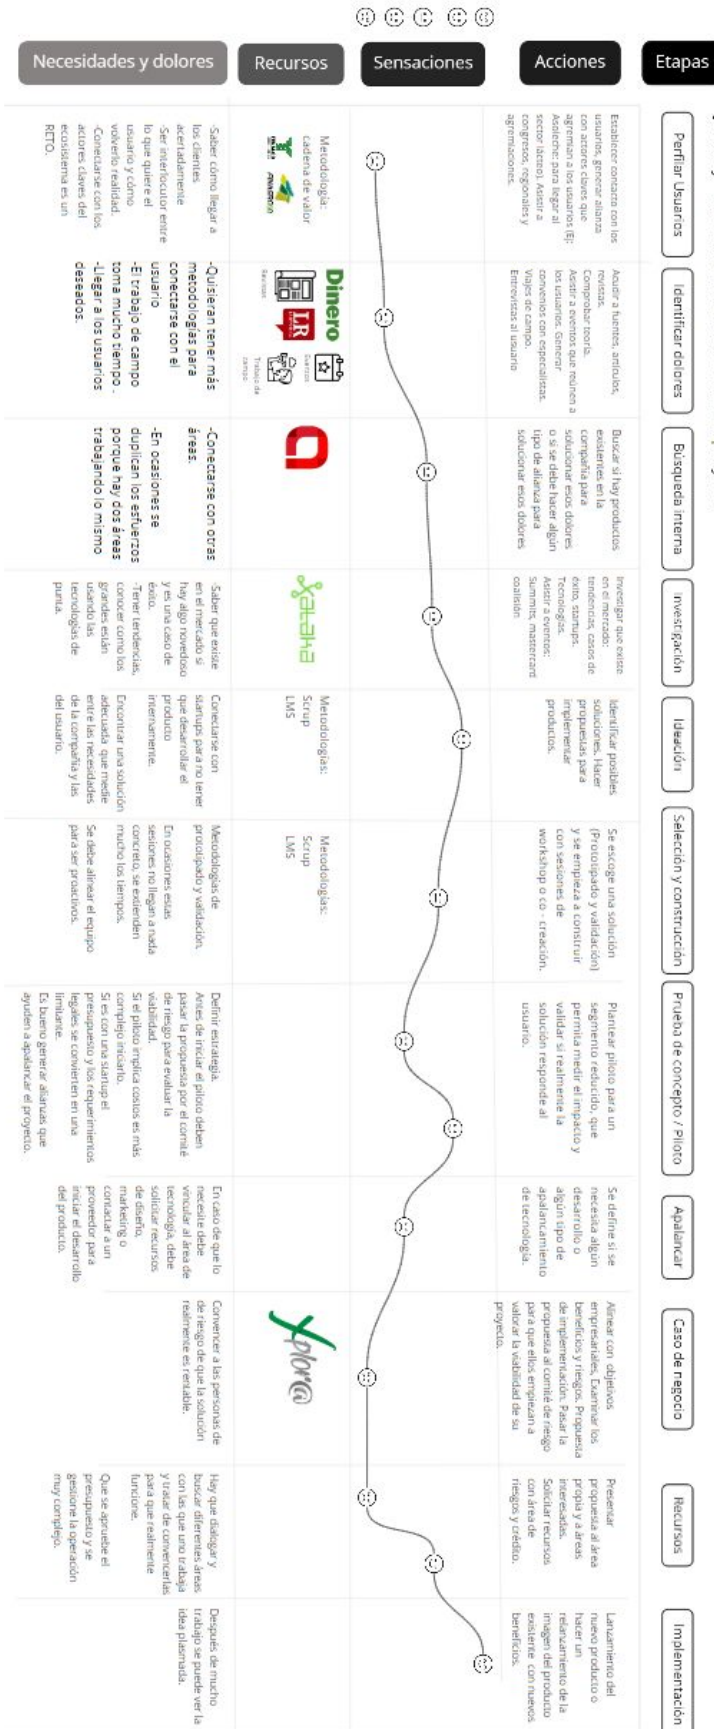 Etapas
Perfilar Usuarios
Identificar dolores
Búsqueda interna
Investigación
Ideación
Selección y construcción
Prueba de concepto / Piloto
Apalancar
Caso de negocio
Recursos
Implementación
Acciones
Establecer contacto con los
usuarios, generar alianza
con actores claves que
agremian a los usuarios (Ej:
Asoleche: para llegar al
sector lácteo). Asistir a
congresos, regionales y
agremiaciones.
Acudir a fuentes, artículos,
revistas.
Comprobar teoría.
Asistir a eventos que reúnen a
los usuarios. Generar
convenios con especialistas.
Viajes de campo.
Entrevistas al usuario
Buscar si hay productos
existentes en la
compañía para
solucionar esos dolores
o si se debe hacer algún
tipo de alianza para
solucionar esos dolores
Investigar que existe
en el mercado:
tendencias, casos de
éxito, startups.
Tecnologías.
Asistir a eventos:
Summits, mastercard
coalisión
Identificar posibles
soluciones. Hacer
propuestas para
implementar
productos.
Se escoge una solución
(Prototipado y validación)
y se empieza a construir
con sesiones de
workshop o co - creación.
Plantear piloto para un
segmento reducido, que
permita medir el impacto y
validar si realmente la
solución responde al
usuario.
Se define si se
necesita algún
desarrollo o
algún tipo de
apalancamiento
de tecnología.
Alinear con objetivos
empresariales, Examinar los
beneficios y riesgos. Propuesta
de implementación. Pasar la
propuesta al comité de riesgo
para que ellos empiezan a
valorar la viabilidad de su
proyecto.
Presentar
propuesta al área
propia y a áreas
interesadas.
Solicitar recursos
con área de
riesgos y crédito.
Lanzamiento del
nuevo producto o
hacer un
relanzamiento de la
imagen del producto
existente con nuevos
beneficios.
Sensaciones
Recursos
Metodología:
cadena de valor
FINAGRO
Dinero
LR
Revistas
Eventos
Trabajo de
campo
Xataka
Metodologías:
Scrup
LMS
Metodologías:
Scrup
LMS
Xplor@
Necesidades y dolores
-Saber cómo llegar a
los clientes
acertadamente
-Ser interlocutor entre
lo que quiere el
usuario y cómo
volverlo realidad.
-Conectarse con los
actores claves del
ecosistema es un
RETO.
-Quisieran tener más
metodologías para
conectarse con el
usuario
-El trabajo de campo
toma mucho tiempo .
-Llegar a los usuarios
deseados.
-Conectarse con otras
áreas.
-En ocasiones se
duplican los esfuerzos
porque hay dos áreas
trabajando lo mismo
-Saber que existe
en el mercado si
hay algo novedoso
y es una caso de
éxito.
-Tener tendencias,
conocer como los
grandes están
usando las
tecnologías de
punta.
Conectarse con
startups para no tener
que desarrollar el
producto
internamente.
Encontrar una solución
adecuada que medie
entre las necesidades
de la compañía y las
del usuario.
Metodologías de
prototipado y validación.
En ocasiones estas
sesiones no llegan a nada
concreto, se extienden
mucho los tiempos.
Se debe alinear el equipo
para ser proactivos.
Definir estrategia.
Antes de iniciar el piloto deben
pasar la propuesta por el comité
de riesgo para evaluar la
viabilidad.
Si el piloto implica costos es más
complejo iniciarlo.
Si es con una startup el
presupuesto y los requerimientos
legales se convierten en una
limitante.
Es bueno generar alianzas que
ayuden a apalancar el proyecto.
En caso de que lo
necesite debe
vincular al área de
tecnología, debe
solicitar recursos
de diseño,
marketing o
contactar a un
proveedor para
iniciar el desarrollo
del producto.
Convencer a las personas de
de riesgo de que la solución
realmente es rentable.
Hay que dialogar y
buscar diferentes áreas
con las que uno trabaja
y tratar de convencerlas
para que realmente
funcione.
Que se apruebe el
presupuesto y se
gestione la operación
muy complejo.
Después de mucho
trabajo se puede ver la
idea plasmada.